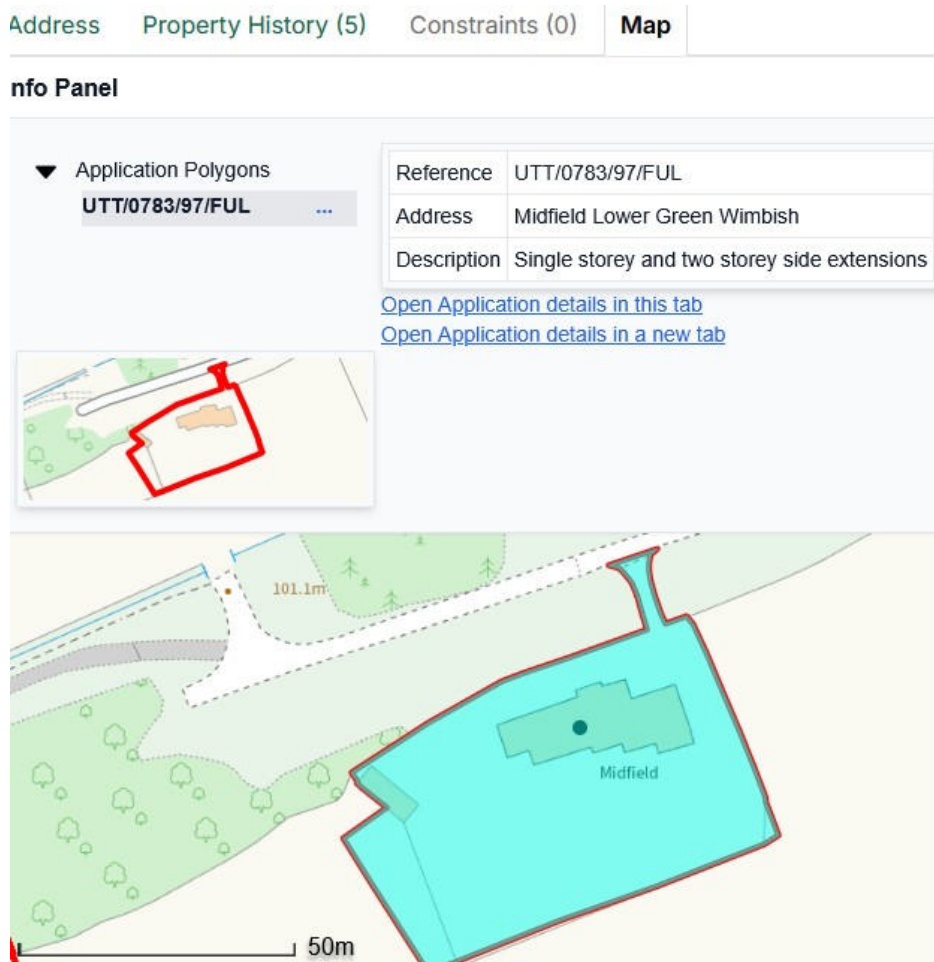 Address Property History (5) Constraints (0) Map
nfo Panel
Application Polygons
UTT/0783/97/FUL ...
Reference UTT/0783/97/FUL
Address Midfield Lower Green Wimbish
Description Single storey and two storey side extensions
Open Application details in this tab
Open Application details in a new tab
101.1m
Midfield
50m